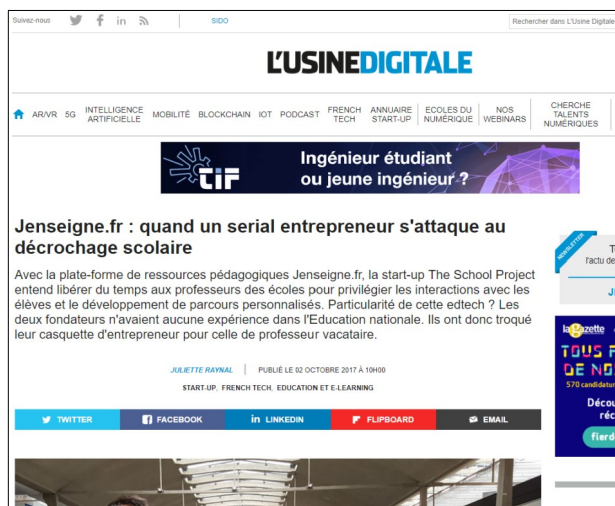 Suivez-nous
SIDO
Rechercher dans L'Usine Digitale
L'USINEDIGITALE
AR/VR 5G INTELLIGENCE ARTIFICIELLE MOBILITÉ BLOCKCHAIN IOT PODCAST FRENCH TECH ANNUAIRE START-UP ECOLES DU NUMÉRIQUE NOS WEBINARS CHERCHE TALENTS NUMÉRIQUES
TiF
Ingénieur étudiant
ou jeune ingénieur ?
Jenseigne.fr : quand un serial entrepreneur s'attaque au
décrochage scolaire
Avec la plate-forme de ressources pédagogiques Jenseigne.fr, la start-up The School Project
entend libérer du temps aux professeurs des écoles pour privilégier les interactions avec les
élèves et le développement de parcours personnalisés. Particularité de cette edtech ? Les
deux fondateurs n'avaient aucune expérience dans l'Education nationale. Ils ont donc troqué
leur casquette d'entrepreneur pour celle de professeur vacataire.
JULIETTE RAYNAL | PUBLIÉ LE 02 OCTOBRE 2017 À 10H00
START-UP, FRENCH TECH, EDUCATION ET E-LEARNING
TWITTER FACEBOOK LINKEDIN FLIPBOARD EMAIL
NEWSLETTER
l'actu de
la gazette
TOUS F
DE NO
570 candidatur
Décou
réc
fierd